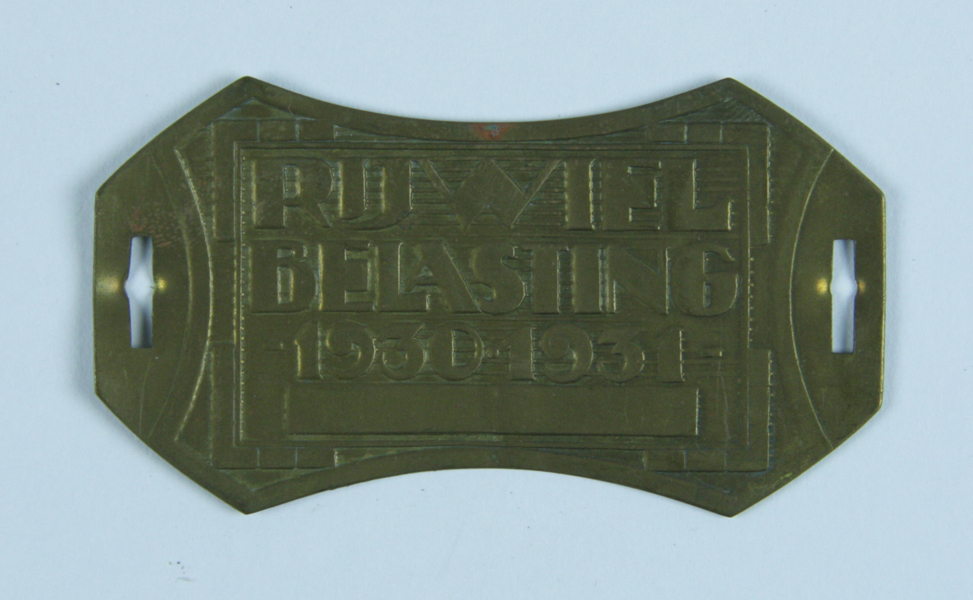 RIJWIEL
BELASTING
-1930-1931-